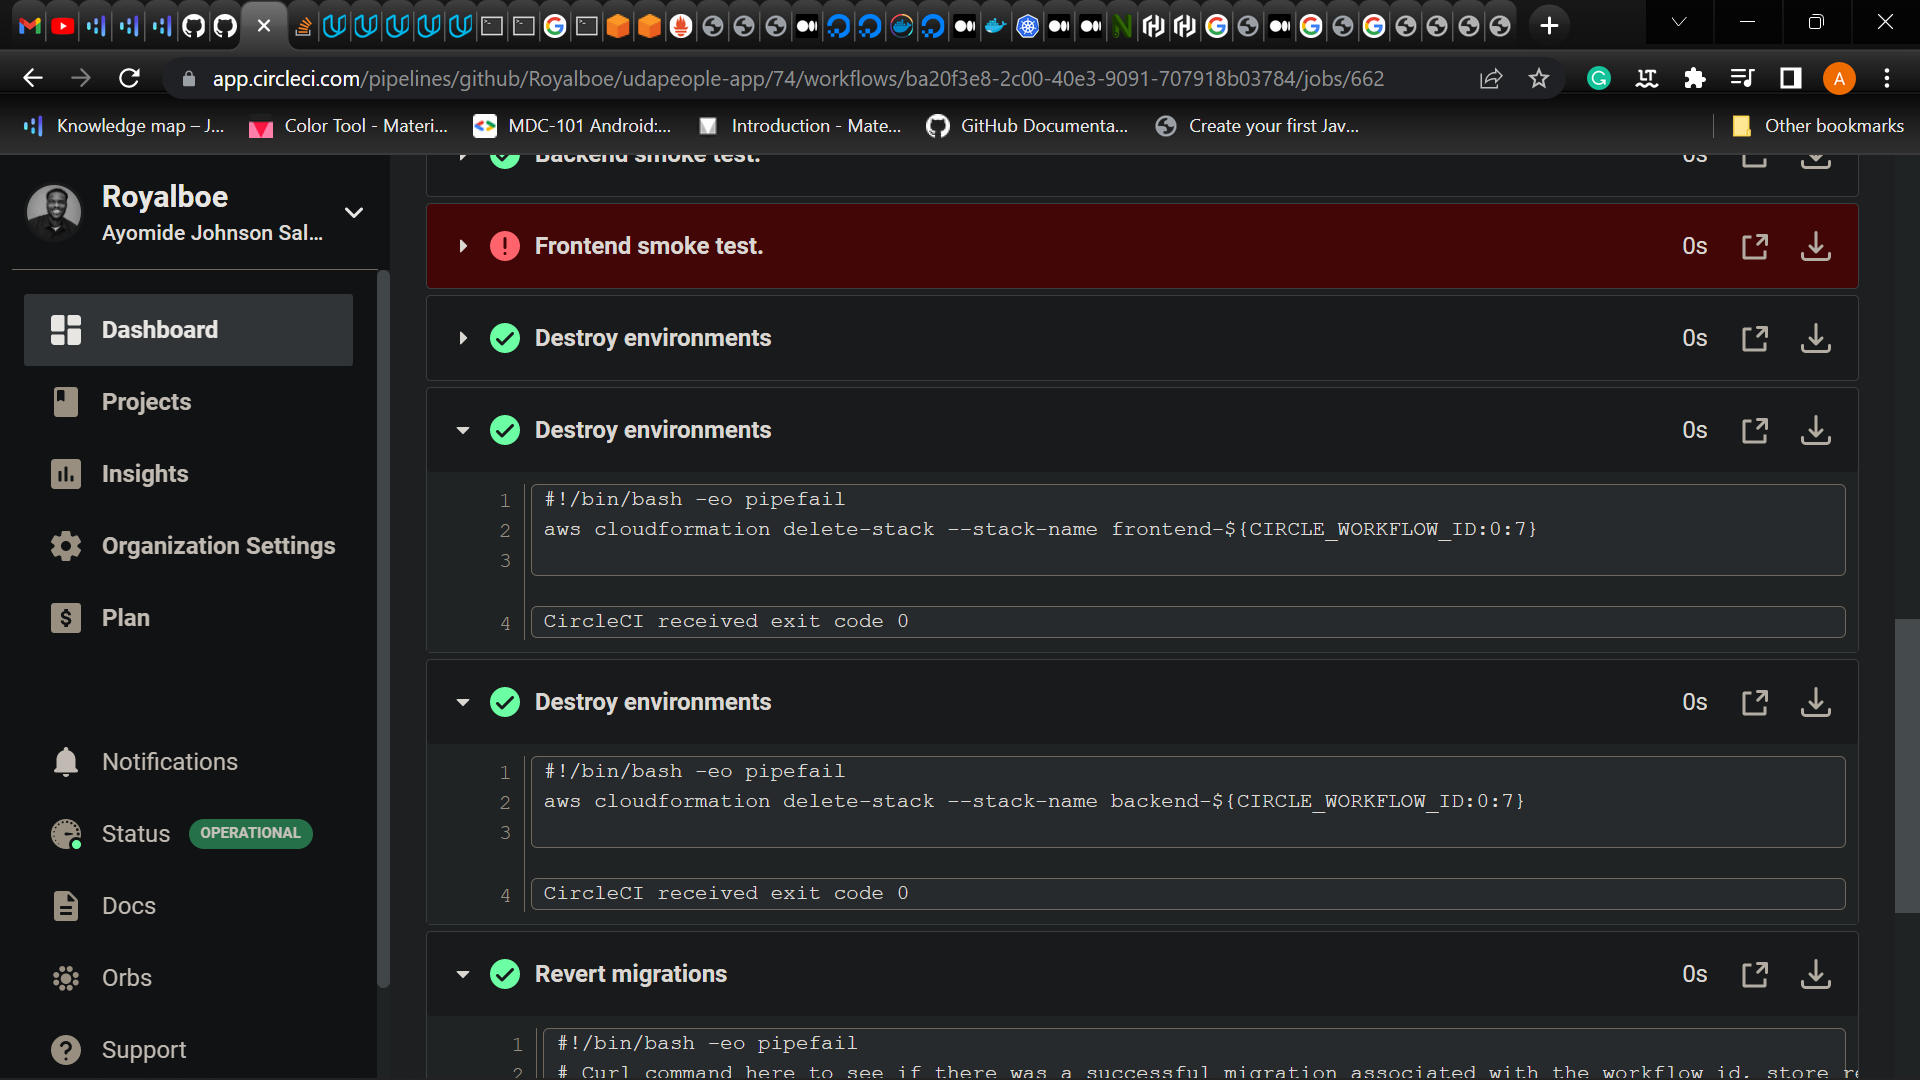 app.circleci.com/pipelines/github/Royalboe/udapeople-app/74/workflows/ba20f3e8-2c00-40e3-9091-707918b03784/jobs/662
A
Knowledge map – J...
Color Tool - Materi...
MDC-101 Android:...
Introduction - Mate...
GitHub Documenta...
Create your first Jav...
Other bookmarks
Royalboe
Ayomide Johnson Sal...
Dashboard
Projects
Insights
Organization Settings
Plan
Notifications
Status OPERATIONAL
Docs
Orbs
Support
Backend smoke test. 0s
Frontend smoke test. 0s
Destroy environments 0s
Destroy environments 0s
1 #!/bin/bash -eo pipefail
2 aws cloudformation delete-stack --stack-name frontend-${CIRCLE_WORKFLOW_ID:0:7}
3
4 CircleCI received exit code 0
Destroy environments 0s
1 #!/bin/bash -eo pipefail
2 aws cloudformation delete-stack --stack-name backend-${CIRCLE_WORKFLOW_ID:0:7}
3
4 CircleCI received exit code 0
Revert migrations 0s
1 #!/bin/bash -eo pipefail
2 # Curl command here to see if there was a successful migration associated with the workflow id, store re